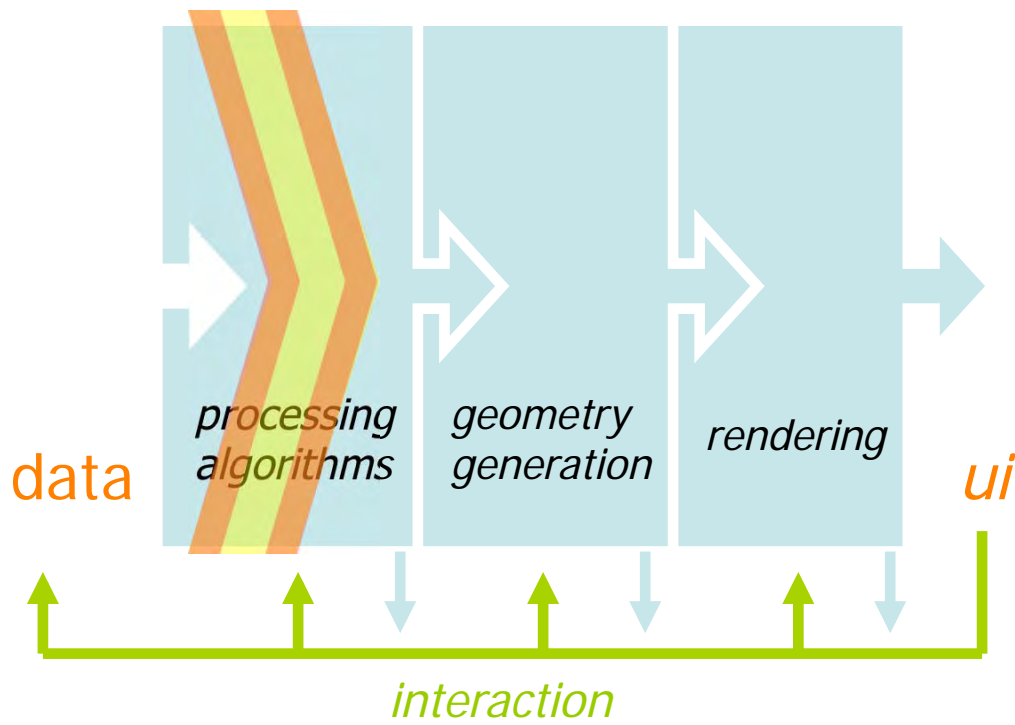 data
processing
algorithms
geometry
generation
rendering
ui
interaction